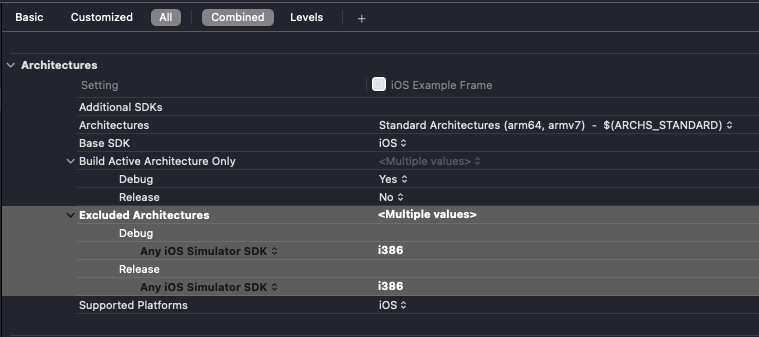 Basic Customized All Combined Levels +
Architectures
Setting iOS Example Frame
Additional SDKs
Architectures Standard Architectures (arm64, armv7) - $(ARCHS_STANDARD)
Base SDK iOS
Build Active Architecture Only <Multiple values>
Debug Yes
Release No
Excluded Architectures <Multiple values>
Debug
Any iOS Simulator SDK i386
Release
Any iOS Simulator SDK i386
Supported Platforms iOS